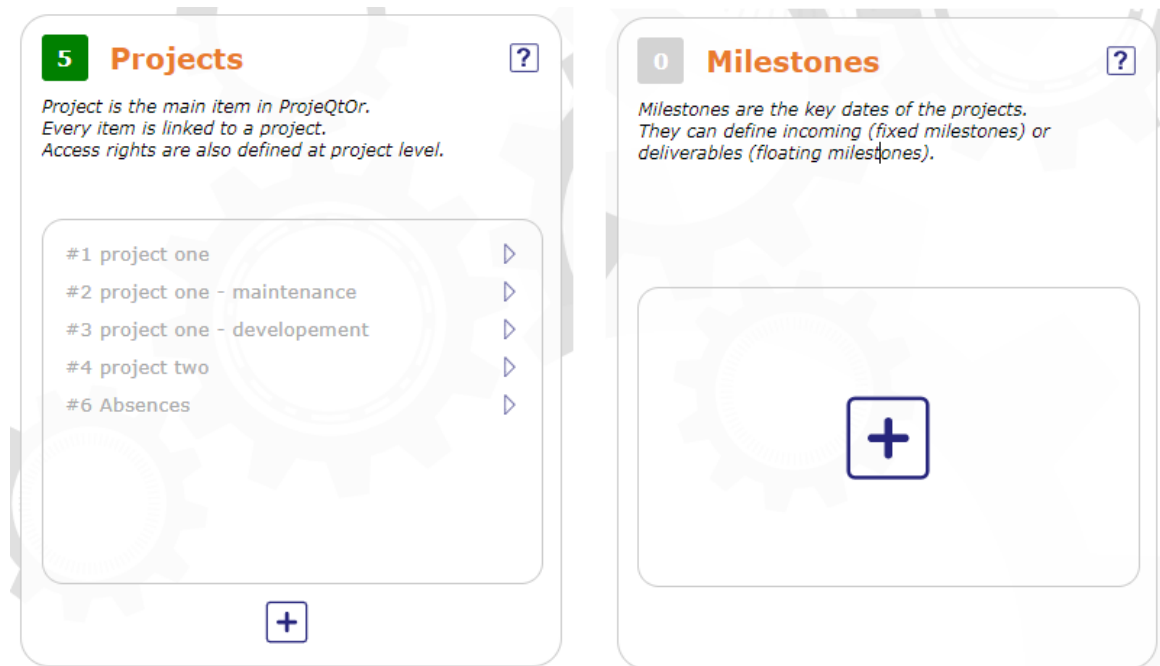 5 Projects ?
Project is the main item in ProjeQtOr.
Every item is linked to a project.
Access rights are also defined at project level.
#1 project one
#2 project one - maintenance
#3 project one - developement
#4 project two
#6 Absences
+
0 Milestones ?
Milestones are the key dates of the projects.
They can define incoming (fixed milestones) or
deliverables (floating milestones).
+